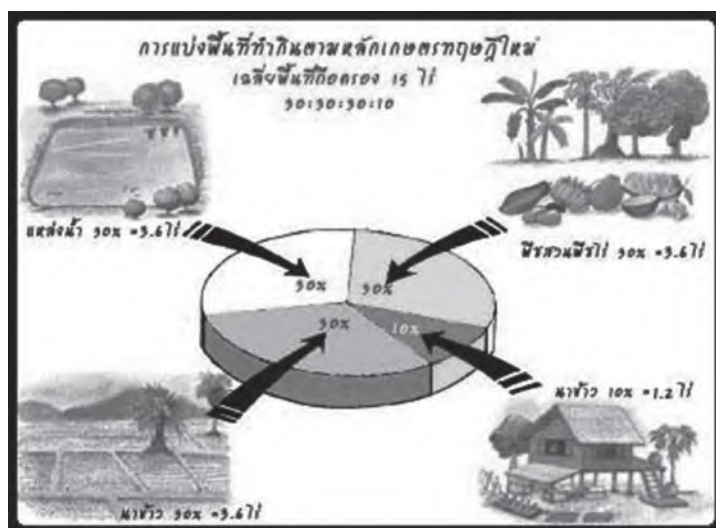 การแบ่งพื้นที่ทำกินตามหลักเกษตรทฤษฎีใหม่
เฉลี่ยพื้นที่ถือครอง 15 ไร่
30:30:30:10
แหล่งน้ำ 30% =3.6ไร่
พืชสวนพืชไร่ 30% =3.6ไร่
30%
30%
30%
10%
นาข้าว 10% =1.2ไร่
นาข้าว 30% =3.6ไร่